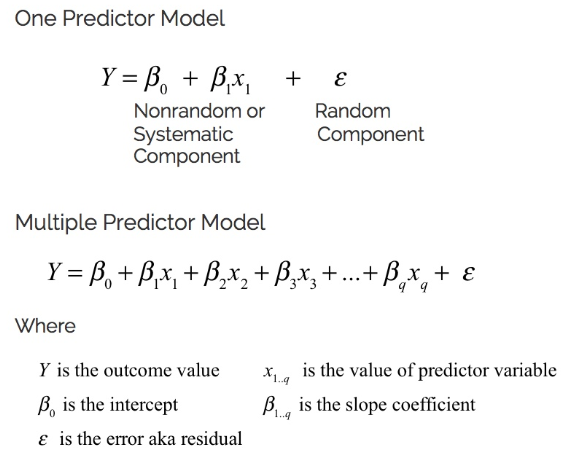 One Predictor Model
Y = β₀ + β₁x₁ + ε
Nonrandom or Random
Systematic Component
Component
Multiple Predictor Model
Y = β₀ + β₁x₁ + β₂x₂ + β₃x₃ + ...+ β_q x_q + ε
Where
Y is the outcome value x₁..q is the value of predictor variable
β₀ is the intercept β₁..q is the slope coefficient
ε is the error aka residual